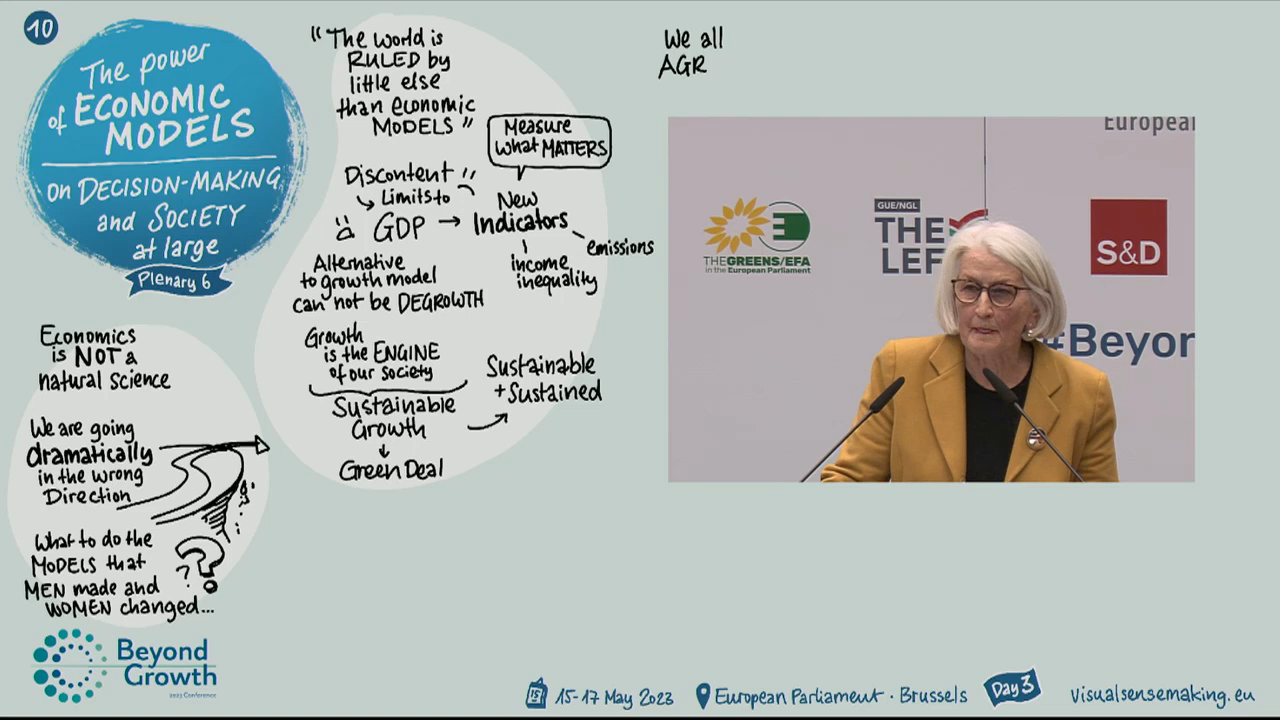 10
The power
of ECONOMIC
MODELS
on DECISION-MAKING
and SOCIETY
at large
Plenary 6
Economics
is NOT a
natural science
We are going
dramatically
in the wrong
Direction
What to do the
MODELS that
MEN made and
WOMEN changed...
? ?
"The world is
RULED by
little else
than economic
MODELS"
Measure
what MATTERS
Discontent
Limits to
GDP
New
Indicators
emissions
income
inequality
Alternative
to growth model
can not be DEGROWTH
Growth
is the ENGINE
of our society
Sustainable
Growth
Green Deal
Sustainable
+ Sustained
We all
AGR
European
THE GREENS/EFA
in the European Parliament
GUE/NGL
THE
LEF
S&D
#Beyon
Beyond
Growth
2023 Conference
15-17 May 2023
European Parliament · Brussels
Day 3
visualsensemaking.eu